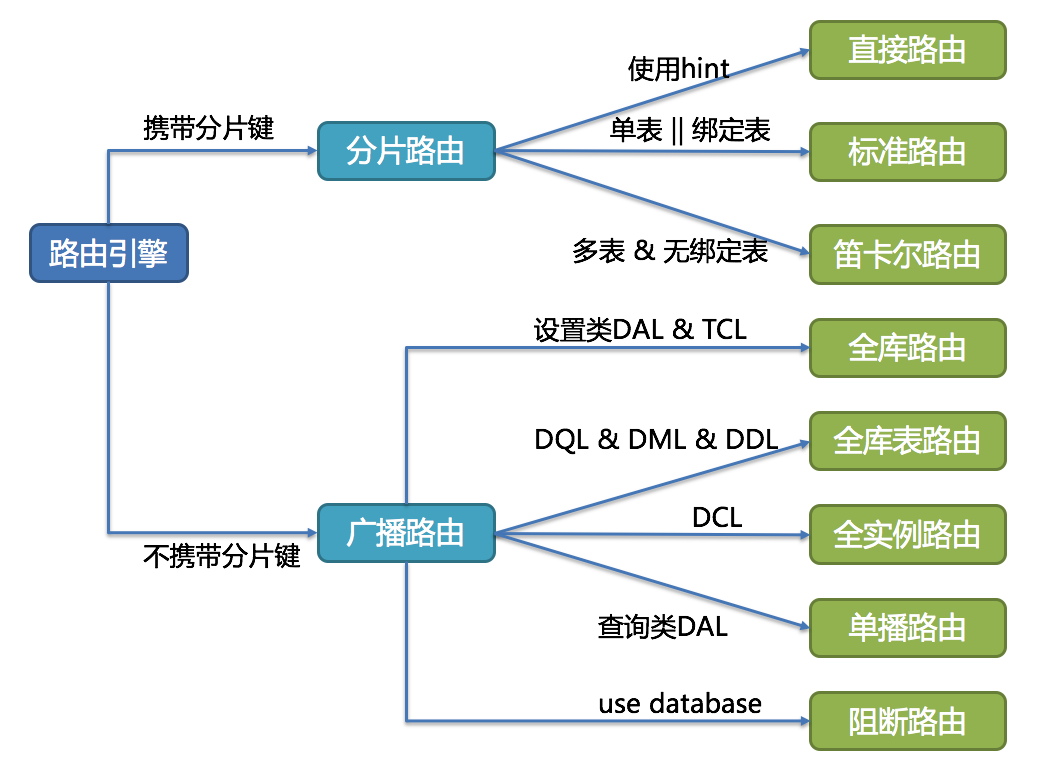 路由引擎
携带分片键
分片路由
使用hint
直接路由
单表 || 绑定表
标准路由
多表 & 无绑定表
笛卡尔路由
不携带分片键
广播路由
设置类DAL & TCL
全库路由
DQL & DML & DDL
全库表路由
DCL
全实例路由
查询类DAL
单播路由
use database
阻断路由